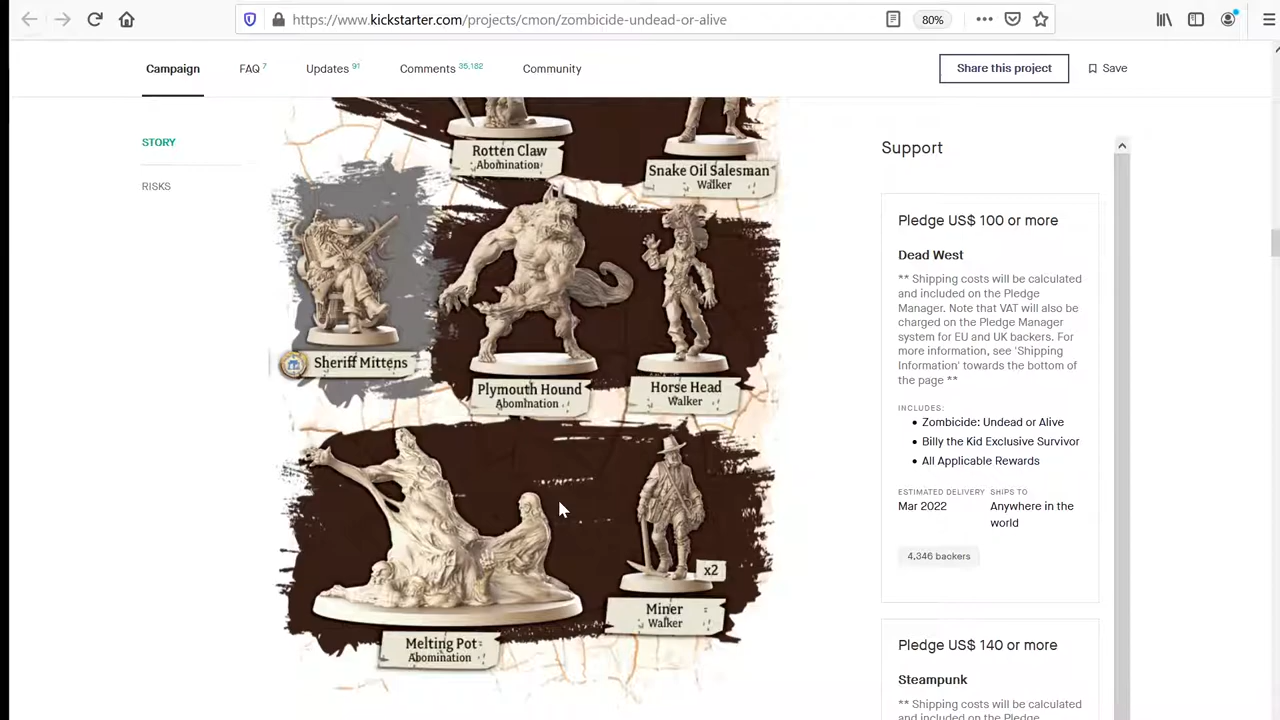 https://www.kickstarter.com/projects/cmon/zombicide-undead-or-alive
80%
Campaign
FAQ 7
Updates 91
Comments 35,182
Community
Share this project
Save
STORY
RISKS
Rotten Claw
Abomination
Snake Oil Salesman
Walker
Sheriff Mittens
Plymouth Hound
Abomination
Horse Head
Walker
x2
Melting Pot
Abomination
Miner
Walker
Support
Pledge US$ 100 or more
Dead West
** Shipping costs will be calculated
and included on the Pledge
Manager. Note that VAT will also be
charged on the Pledge Manager
system for EU and UK backers. For
more information, see 'Shipping
Information' towards the bottom of
the page **
INCLUDES:
Zombicide: Undead or Alive
Billy the Kid Exclusive Survivor
All Applicable Rewards
ESTIMATED DELIVERY
Mar 2022
SHIPS TO
Anywhere in the
world
4,346 backers
Pledge US$ 140 or more
Steampunk
** Shipping costs will be calculated
and included on the Pledge